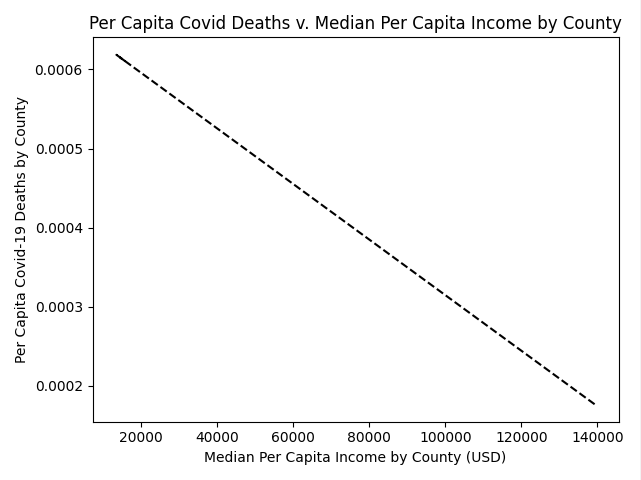 Per Capita Covid Deaths v. Median Per Capita Income by County
0.0006
0.0005
0.0004
0.0003
0.0002
Per Capita Covid-19 Deaths by County
20000 40000 60000 80000 100000 120000 140000
Median Per Capita Income by County (USD)